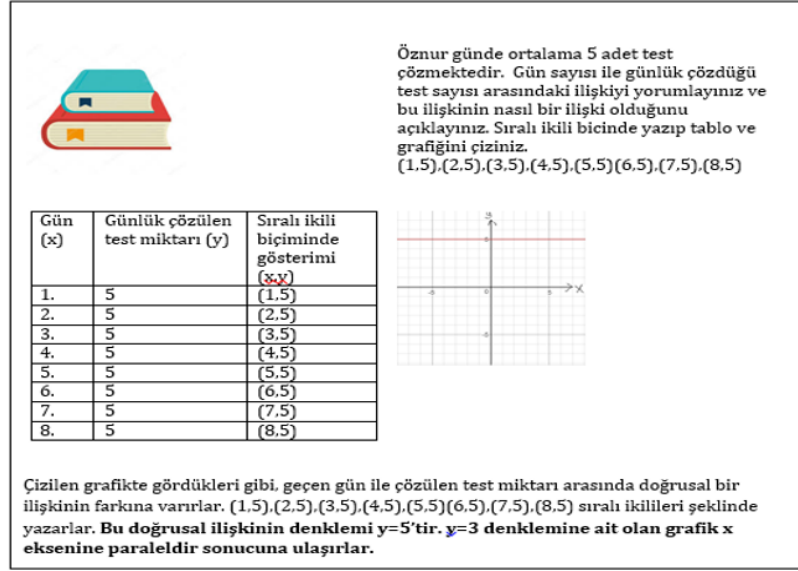 Öznur günde ortalama 5 adet test
çözmektedir. Gün sayısı ile günlük çözdüğü
test sayısı arasındaki ilişkiyi yorumlayınız ve
bu ilişkinin nasıl bir ilişki olduğunu
açıklayınız. Sıralı ikili bicinde yazıp tablo ve
grafiğini çiziniz.
(1,5),(2,5),(3,5),(4,5),(5,5)(6,5),(7,5),(8,5)
Gün (x) Günlük çözülen test miktarı (y) Sıralı ikili biçiminde gösterimi (x,y)
1. 5 (1,5)
2. 5 (2,5)
3. 5 (3,5)
4. 5 (4,5)
5. 5 (5,5)
6. 5 (6,5)
7. 5 (7,5)
8. 5 (8,5)
x
Çizilen grafikte gördükleri gibi, geçen gün ile çözülen test miktarı arasında doğrusal bir
ilişkinin farkına varırlar. (1,5),(2,5),(3,5),(4,5),(5,5)(6,5),(7,5),(8,5) sıralı ikilileri şeklinde
yazarlar. Bu doğrusal ilişkinin denklemi y=5'tir. y=3 denklemine ait olan grafik x
eksenine paraleldir sonucuna ulaşırlar.